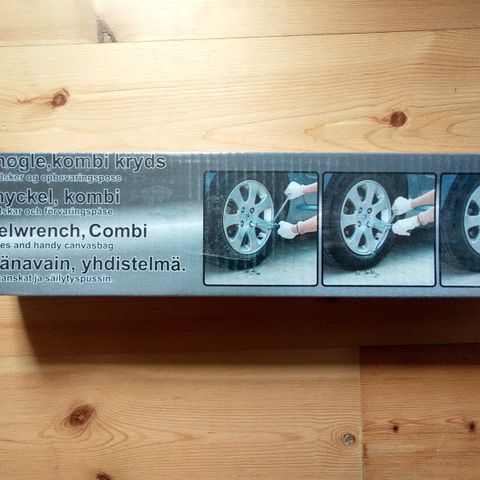 nøgle,kombi kryds
dsker og opbevaringspose
nyckel, kombi
dskar och förvaringspåse
elwrench, Combi
es and handy canvasbag
änavain, yhdistelmä.
anskat ja säilytyspussin.